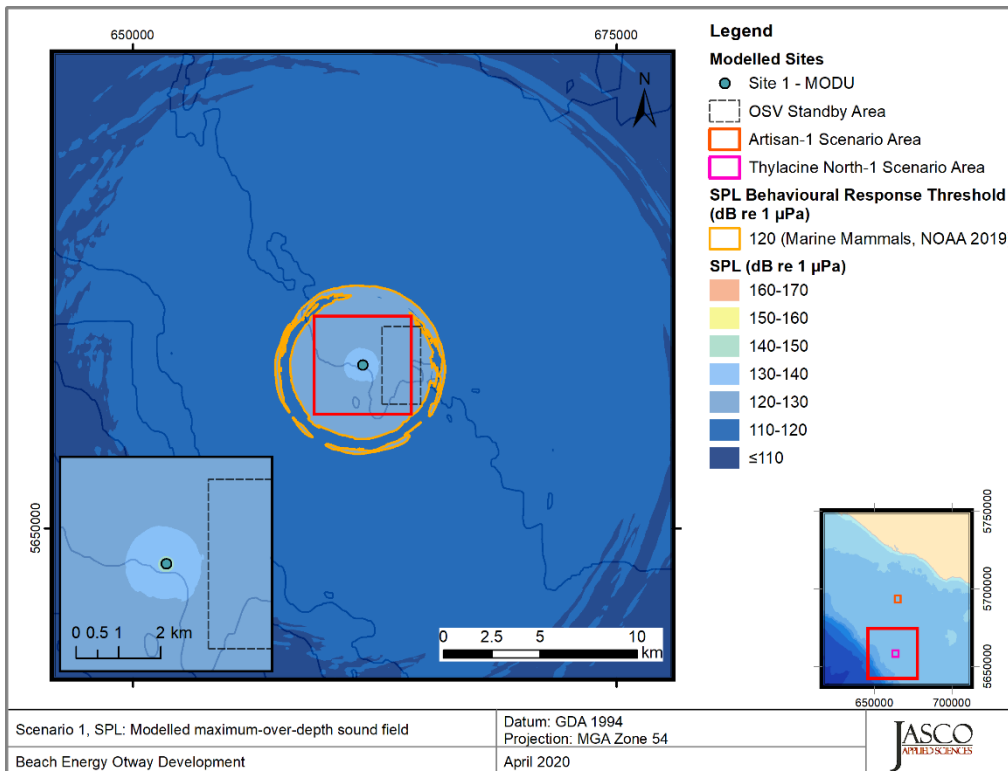 650000
675000
5650000
N
0 0.5 1 2 km
0 2.5 5 10
km
Legend
Modelled Sites
Site 1 - MODU
OSV Standby Area
Artisan-1 Scenario Area
Thylacine North-1 Scenario Area
SPL Behavioural Response Threshold
(dB re 1 µPa)
120 (Marine Mammals, NOAA 2019
SPL (dB re 1 µPa)
160-170
150-160
140-150
130-140
120-130
110-120
≤110
5750000
5700000
5650000
650000 700000
Scenario 1, SPL: Modelled maximum-over-depth sound field
Datum: GDA 1994
Projection: MGA Zone 54
Beach Energy Otway Development
April 2020
JASCO
APPLIED SCIENCES